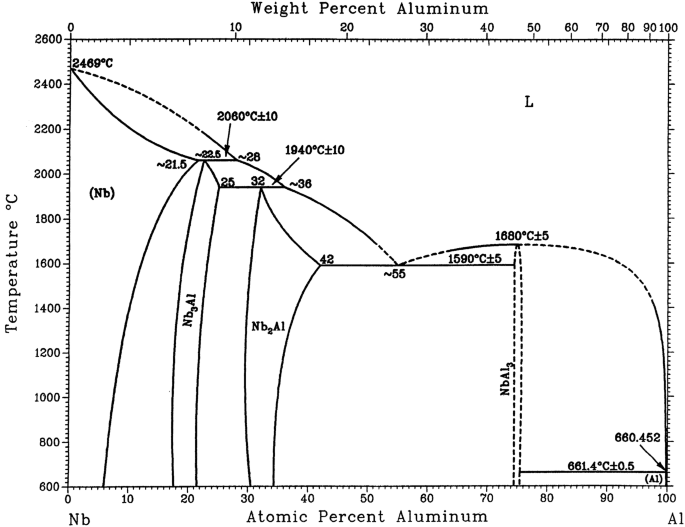 Weight Percent Aluminum
0 10 20 30 40 50 60 70 80 90 100
2600
2469°C
2400
L
2200
2060°C±10
1940°C±10
~21.5 ~22.5 ~28
2000
25 32 ~36
(Nb)
1800
1680°C±5
1600
42 ~55 1590°C±5
1400
Nb3Al
Nb2Al
1200
NbAl3
1000
800
660.452
661.4°C±0.5
(Al)
600
Temperature °C
0 10 20 30 40 50 60 70 80 90 100
Nb Atomic Percent Aluminum Al